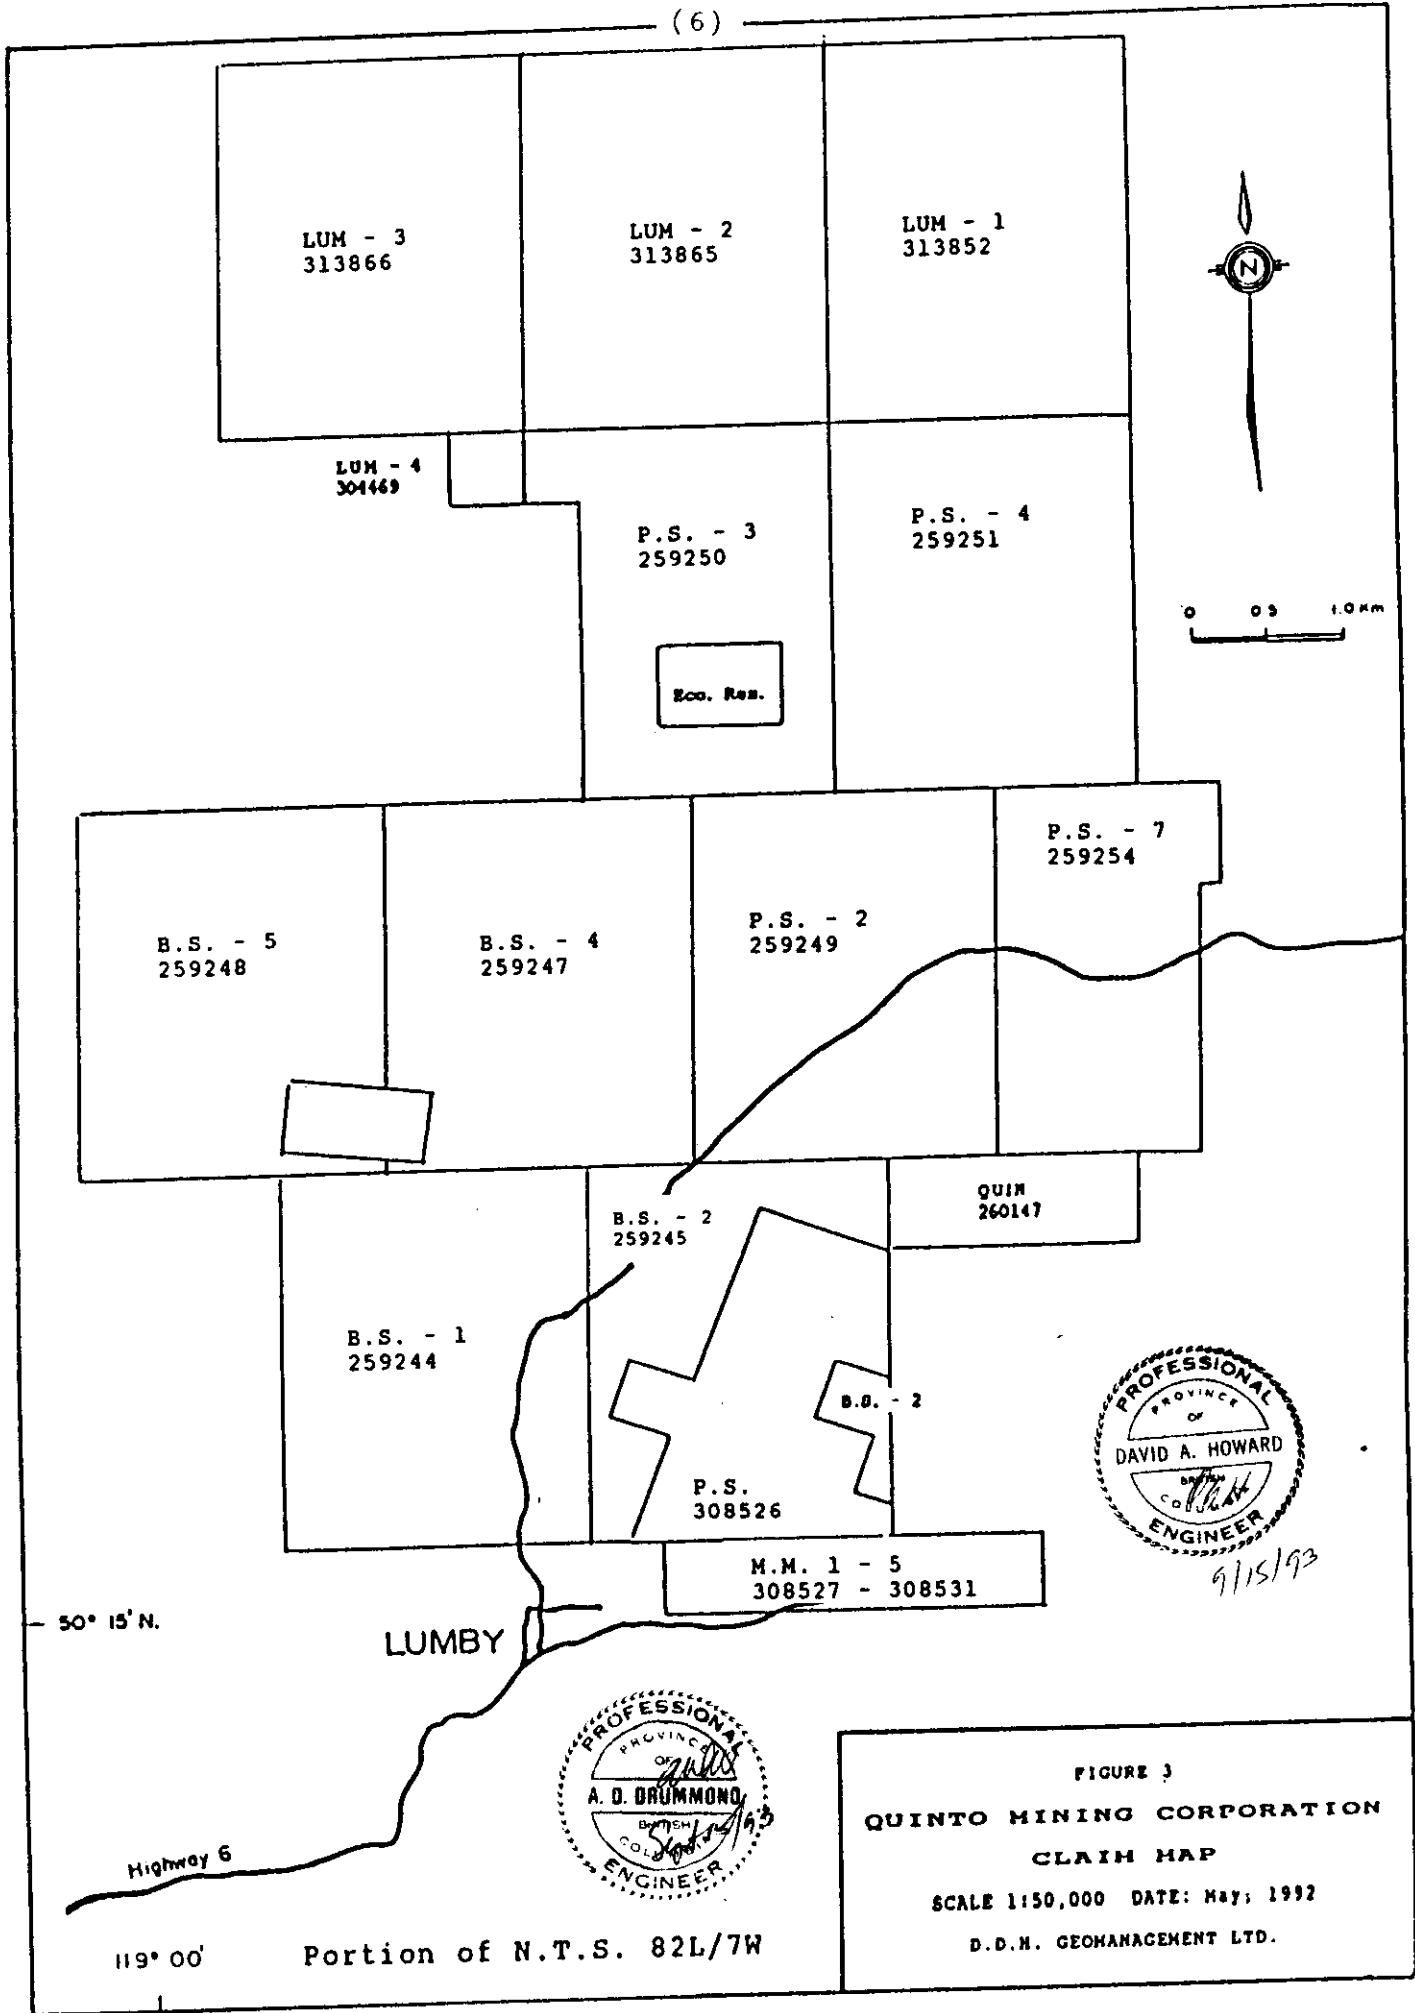 (6)
LUM - 3
313866
LUM - 2
313865
LUM - 1
313852
N
LUM - 4
304469
P.S. - 3
259250
P.S. - 4
259251
0 0 5 1.0 Km
Eco. Res.
P.S. - 7
259254
B.S. - 5
259248
B.S. - 4
259247
P.S. - 2
259249
QUIN
260147
B.S. - 2
259245
B.S. - 1
259244
B.D. - 2
P.S.
308526
PROFESSIONAL
PROVINCE
OF
DAVID A. HOWARD
BRITISH
COLUMBIA
ENGINEER
9/15/93
M.M. 1 - 5
308527 - 308531
50° 15' N.
LUMBY
PROFESSIONAL
PROVINCE
OF
A. D. DRUMMOND
BRITISH
COLUMBIA
ENGINEER
Highway 6
FIGURE 3
QUINTO MINING CORPORATION
CLAIM MAP
SCALE 1:50,000 DATE: May; 1992
D.D.H. GEOMANAGEMENT LTD.
119° 00'
Portion of N.T.S. 82L/7W